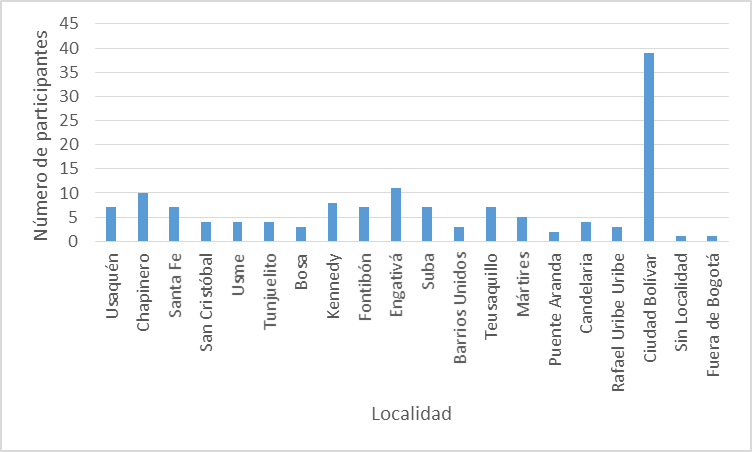 Número de participantes
45
40
35
30
25
20
15
10
5
0
Usaquén
Chapinero
Santa Fe
San Cristóbal
Usme
Tunjuelito
Bosa
Kennedy
Fontibón
Engativá
Suba
Barrios Unidos
Teusaquillo
Mártires
Puente Aranda
Candelaria
Rafael Uribe Uribe
Ciudad Bolívar
Sin Localidad
Fuera de Bogotá
Localidad